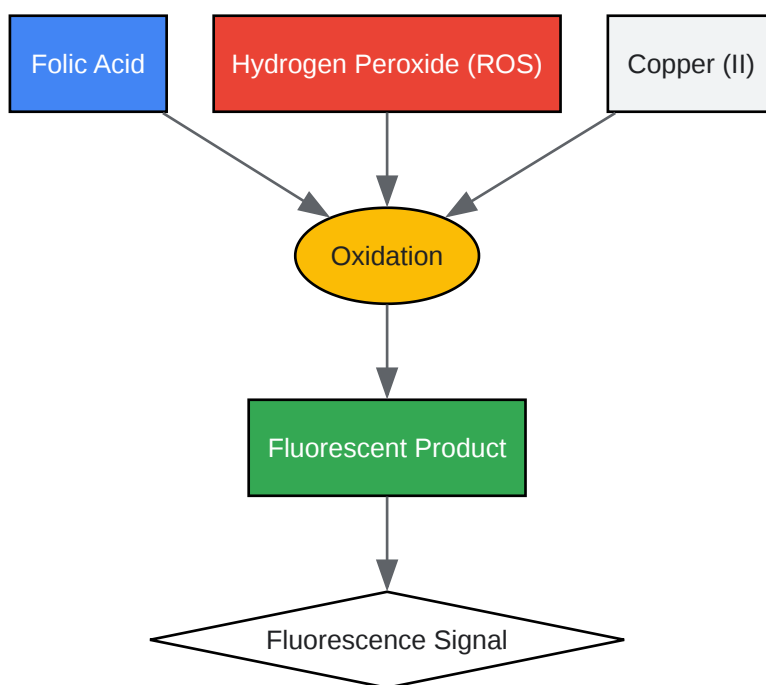 Folic Acid
Hydrogen Peroxide (ROS)
Copper (II)
Oxidation
Fluorescent Product
Fluorescence Signal